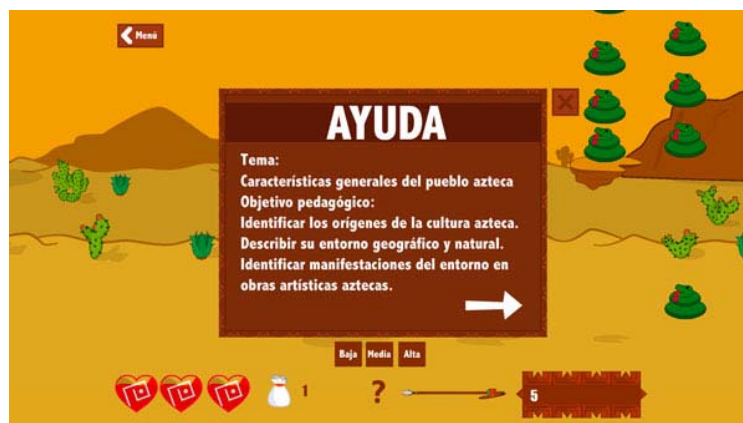 Menú
AYUDA
Tema:
Características generales del pueblo azteca
Objetivo pedagógico:
Identificar los orígenes de la cultura azteca.
Describir su entorno geográfico y natural.
Identificar manifestaciones del entorno en
obras artísticas aztecas.
Baja Media Alta
1 ? 5